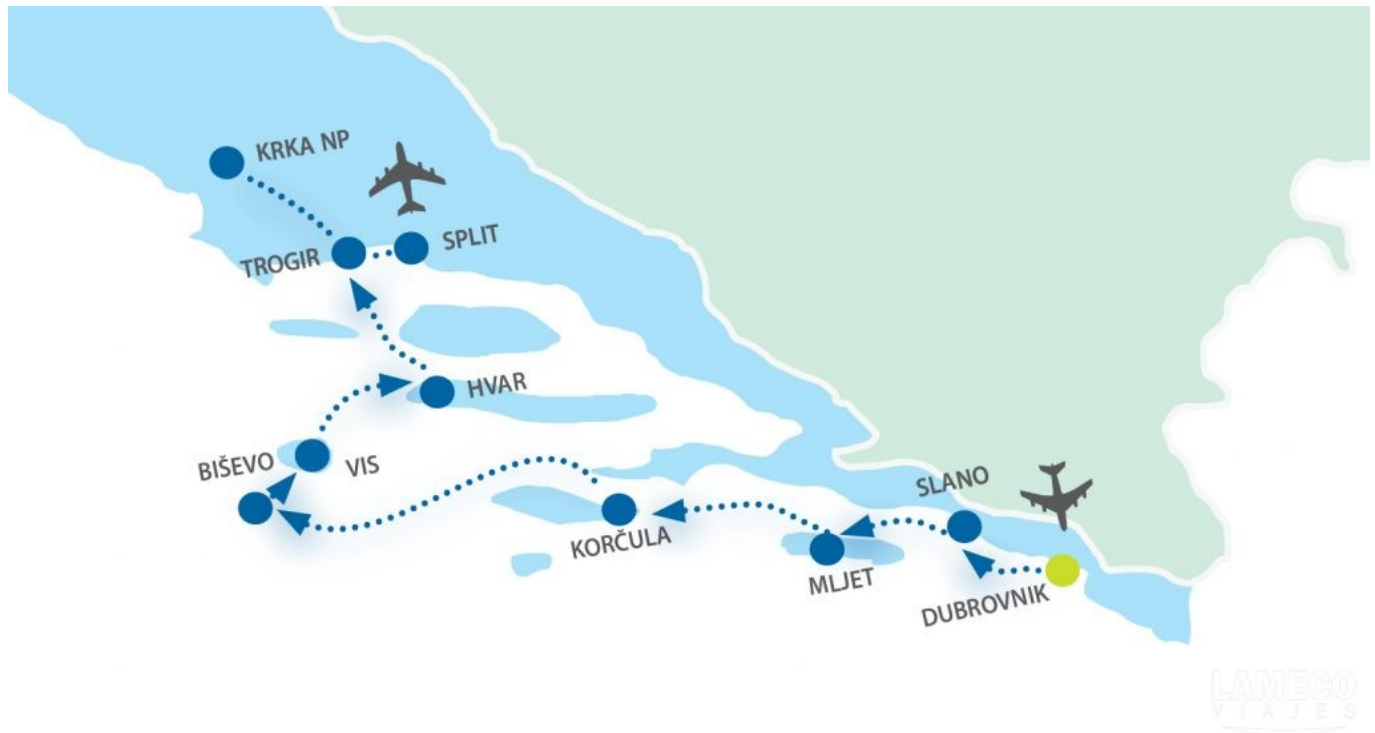 KRKA NP
SPLIT
TROGIR
HVAR
BIŠEVO
VIS
SLANO
KORČULA
MLJET
DUBROVNIK
LAMECO
VIAJES